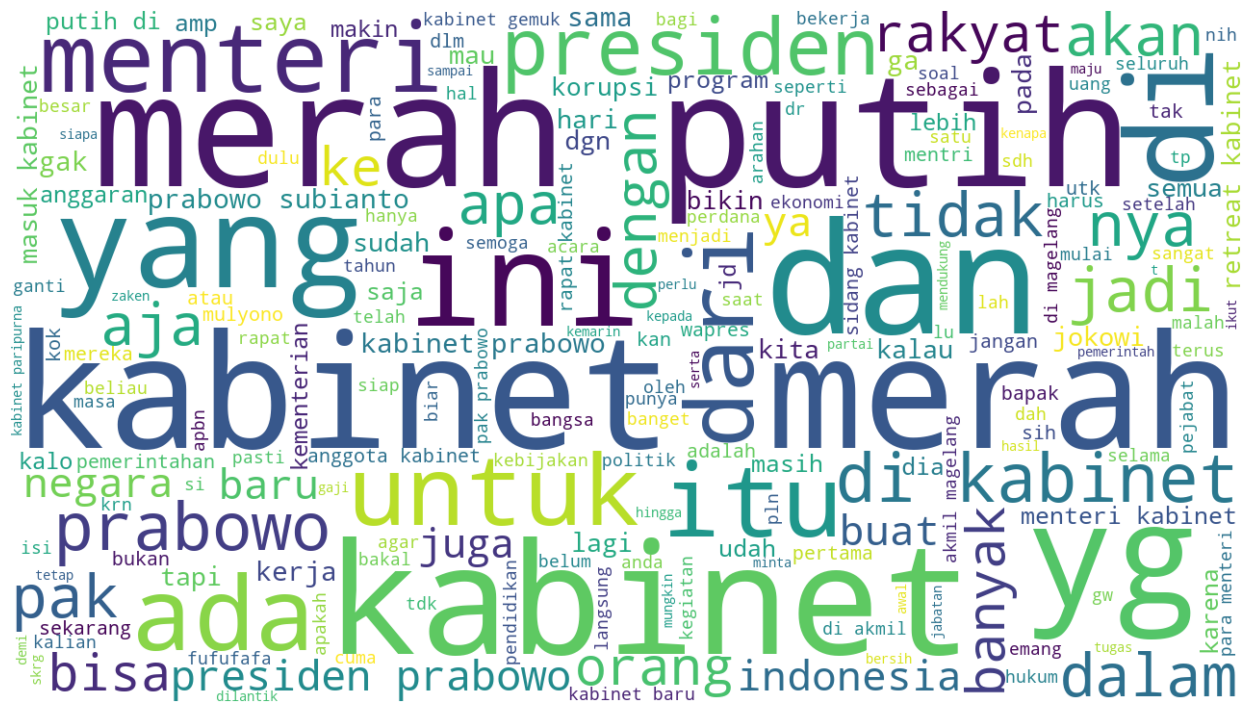 putih di amp saya makin kabinet gemuk sama bagi bekerja rakyat akan nih
menteri dlm mau presiden ga soal pada maju seluruh
sampai hal korupsi program seperti sebagai uang
merah putih di
masuk kabinet besar siapa gak para dulu ke hari dgn dengan dr arahan lebih satu kenapa tak kabinet
mentri sdh tp
anggaran prabowo subianto apa bikin ekonomi tidak utk semua
yang hanya sudah semoga acara rapat kabinet perdana ya harus setelah nya
ini menjadi dari jd dan sidang kabinet mendukung di magelang mulai sangat retreat kabinet
ganti tahun saja perlu saat lah jadi t
zaken atau telah kepada wapres lu malah ikut
aja mulyono kemarin kan partai jokowi
kok mereka rapat kabinet prabowo kita kalau jangan pemerintah terus
kabinet paripurna beliau siap pak prabowo oleh serta bapak pejabat
masa apbn kementerian biar bangsa punya banget dah sih
kabinet merah
hasil
kalo pemerintahan pasti anggota kabinet kebijakan politik adalah masih dia selama
negara si baru gaji untuk itu di kabinet
krn hingga pln akmil magelang menteri kabinet
prabowo juga lagi udah buat banyak yg
isi bukan agar belum anda pertama
tetap tapi kerja bakal minta karena
pak ada tdk kabinet gw para menteri
sekarang apakah pendidikan langsung mungkin kegiatan awal jabatan
demi kalian di akmil emang tugas
skrg fufufafa cuma bersih hukum
bisa presiden prabowo orang indonesia dalam
dilantik kabinet baru